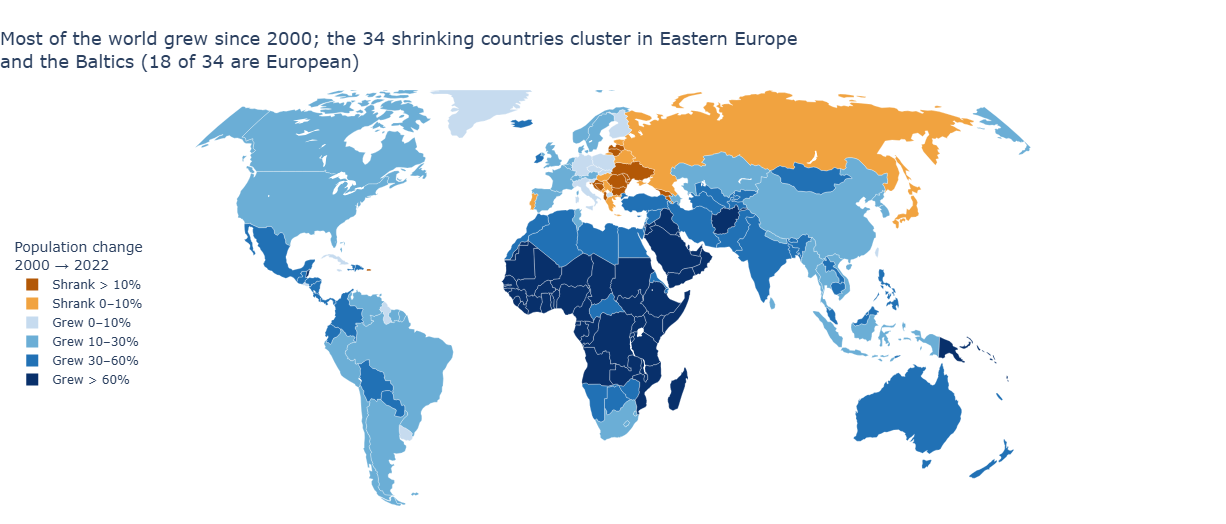 Most of the world grew since 2000; the 34 shrinking countries cluster in Eastern Europe
and the Baltics (18 of 34 are European)
Population change
2000 → 2022
Shrank > 10%
Shrank 0–10%
Grew 0–10%
Grew 10–30%
Grew 30–60%
Grew > 60%